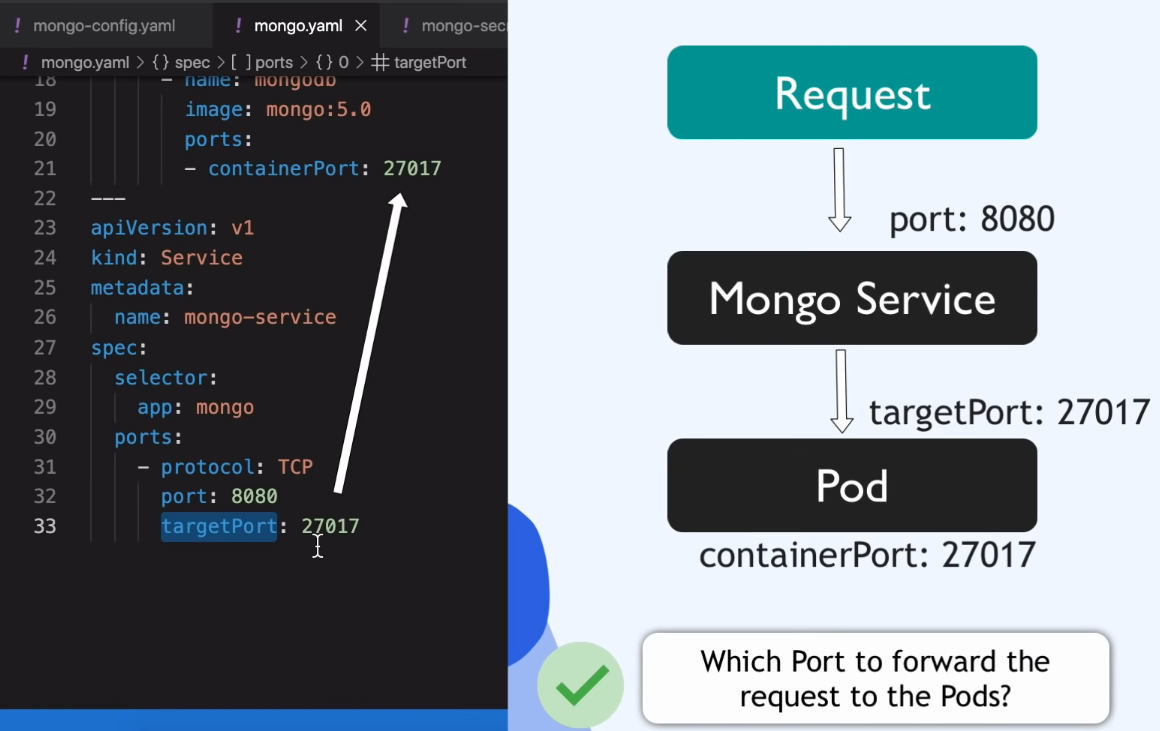 ! mongo-config.yaml
! mongo.yaml ×
! mongo-sec
! mongo.yaml > {} spec > [ ] ports > {} 0 > # targetPort
18 - name: mongodb
19 image: mongo:5.0
20 ports:
21 - containerPort: 27017
22 ---
23 apiVersion: v1
24 kind: Service
25 metadata:
26 name: mongo-service
27 spec:
28 selector:
29 app: mongo
30 ports:
31 - protocol: TCP
32 port: 8080
33 targetPort: 27017
Request
port: 8080
Mongo Service
targetPort: 27017
Pod
containerPort: 27017
Which Port to forward the
request to the Pods?